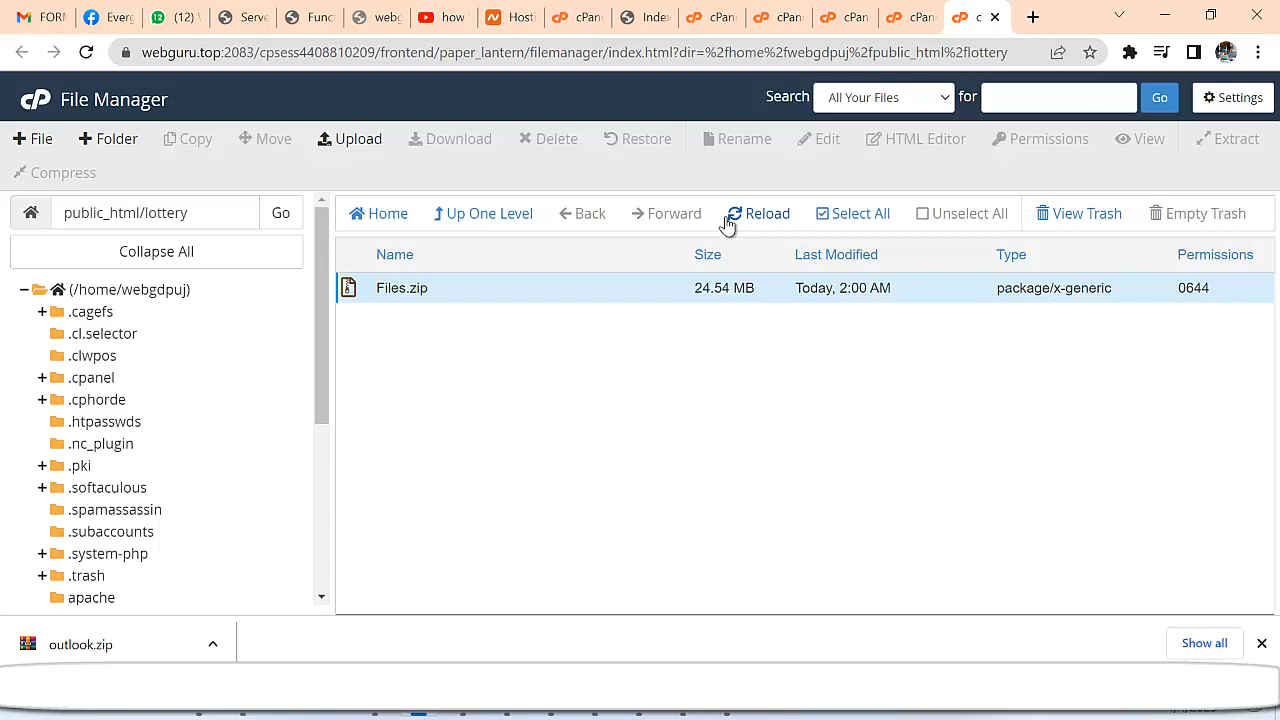 FORM
Everg
(12)
Serve
Func
webg
how
Host
cPan
Index
cPan
cPan
cPan
cPan
c
webguru.top:2083/cpsess4408810209/frontend/paper_lantern/filemanager/index.html?dir=%2fhome%2fwebgdpuj%2fpublic_html%2flottery
cP File Manager
Search All Your Files for Go Settings
File Folder Copy Move Upload Download Delete Restore Rename Edit HTML Editor Permissions View Extract
Compress
public_html/lottery Go
Home Up One Level Back Forward Reload Select All Unselect All View Trash Empty Trash
Collapse All
Name Size Last Modified Type Permissions
Files.zip 24.54 MB Today, 2:00 AM package/x-generic 0644
(/home/webgdpuj)
.cagefs
.cl.selector
.clwpos
.cpanel
.cphorde
.htpasswds
.nc_plugin
.pki
.softaculous
.spamassassin
.subaccounts
.system-php
.trash
apache
outlook.zip
Show all